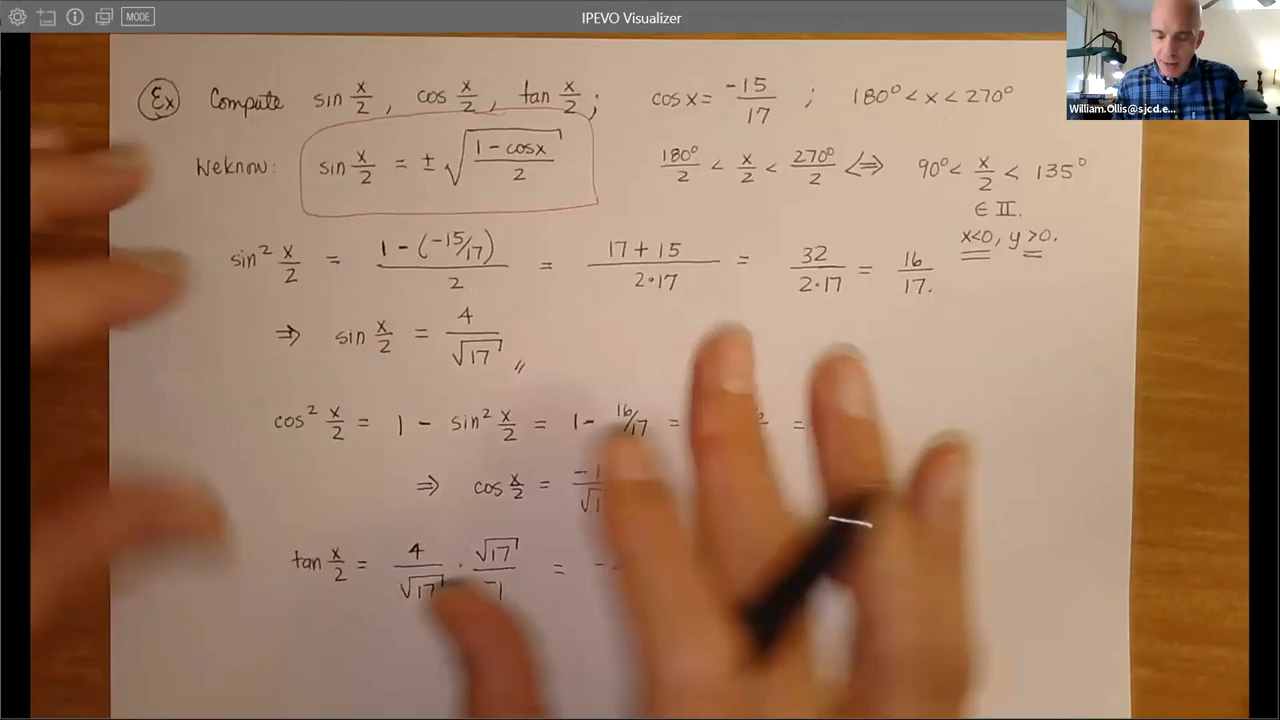 MODE
IPEVO Visualizer
William.Ollis@sjcd.e...
Ex Compute sin x/2, cos x/2, tan x/2; cos x = -15/17 ; 180° < x < 270°
We know: sin x/2 = ± √((1 - cos x)/2) 180°/2 < x/2 < 270°/2 ⟺ 90° < x/2 < 135°
∈ II.
x<0, y>0.
sin² x/2 = (1 - (-15/17))/2 = (17 + 15)/(2·17) = 32/(2·17) = 16/17.
⇒ sin x/2 = 4/√17 //
cos² x/2 = 1 - sin² x/2 = 1 - 16/17 = =
⇒ cos x/2 =
tan x/2 = 4/√17 · √17/-1 = -